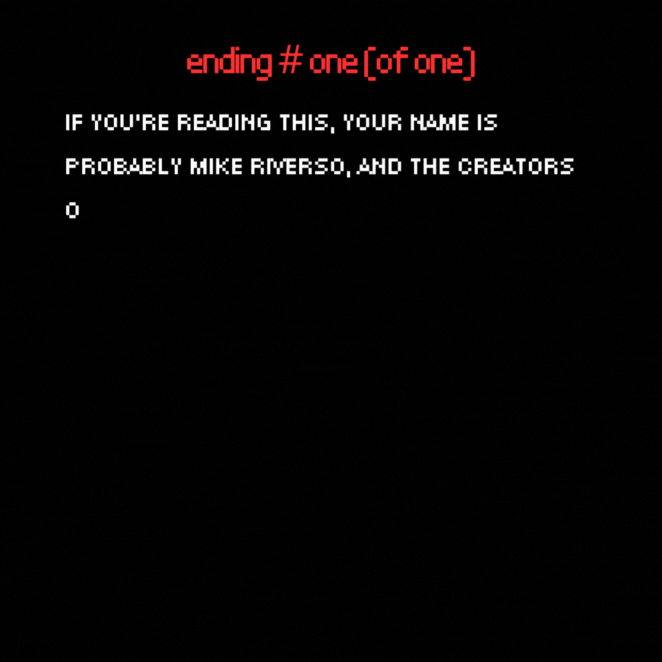 ending # one (of one)
IF YOU'RE READING THIS, YOUR NAME IS
PROBABLY MIKE RIVERSO, AND THE CREATORS
O